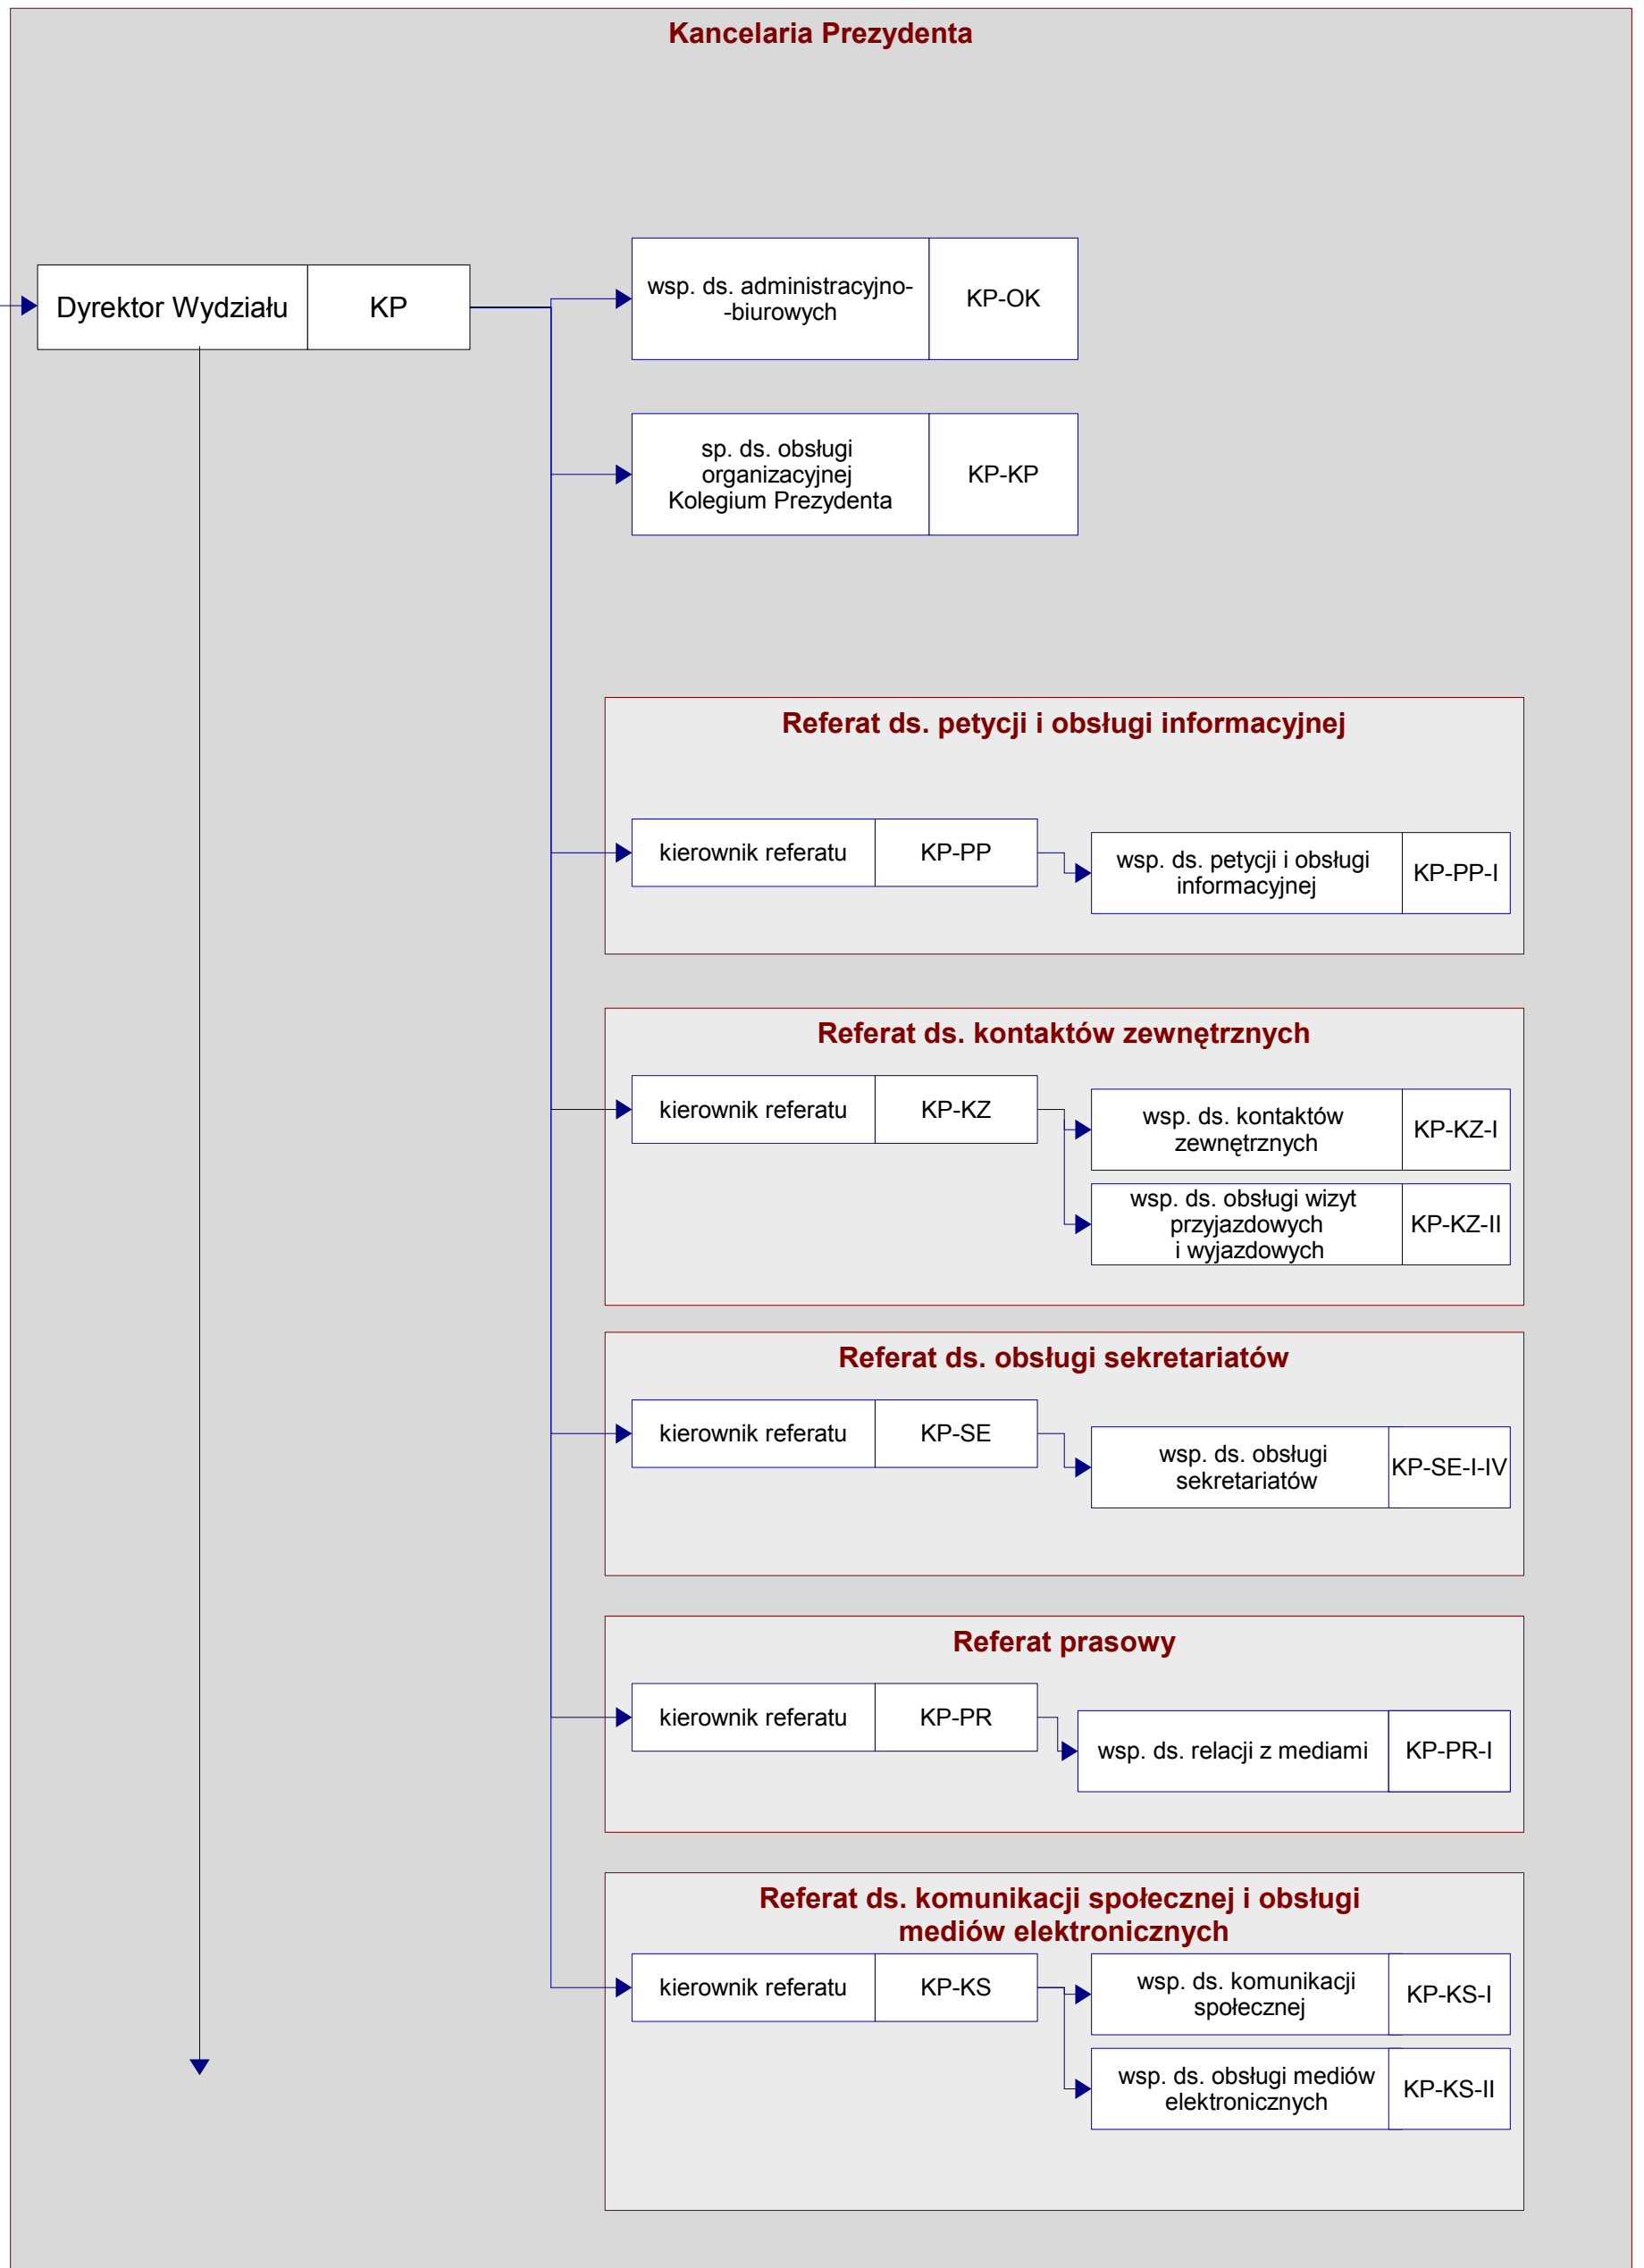 Kancelaria Prezydenta
Dyrektor Wydziału
KP
wsp. ds. administracyjno-
-biurowych
KP-OK
sp. ds. obsługi
organizacyjnej
Kolegium Prezydenta
KP-KP
Referat ds. petycji i obsługi informacyjnej
kierownik referatu
KP-PP
wsp. ds. petycji i obsługi
informacyjnej
KP-PP-I
Referat ds. kontaktów zewnętrznych
kierownik referatu
KP-KZ
wsp. ds. kontaktów
zewnętrznych
KP-KZ-I
wsp. ds. obsługi wizyt
przyjazdowych
i wyjazdowych
KP-KZ-II
Referat ds. obsługi sekretariatów
kierownik referatu
KP-SE
wsp. ds. obsługi
sekretariatów
KP-SE-I-IV
Referat prasowy
kierownik referatu
KP-PR
wsp. ds. relacji z mediami
KP-PR-I
Referat ds. komunikacji społecznej i obsługi
mediów elektronicznych
kierownik referatu
KP-KS
wsp. ds. komunikacji
społecznej
KP-KS-I
wsp. ds. obsługi mediów
elektronicznych
KP-KS-II